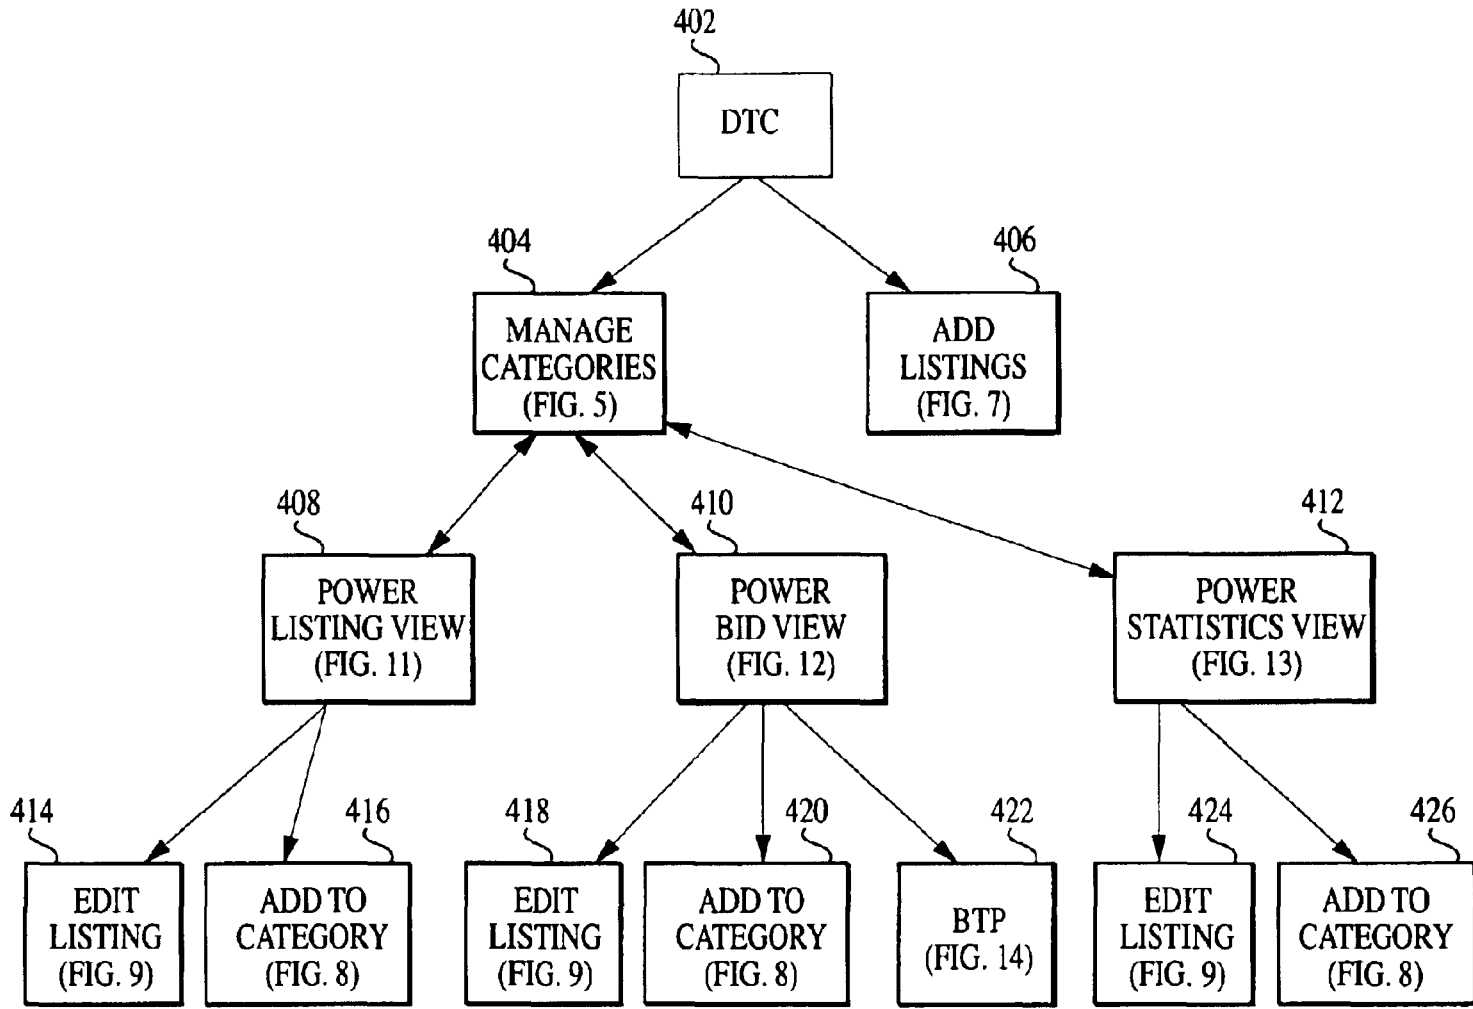 402
DTC
404
406
MANAGE
CATEGORIES
(FIG. 5)
ADD
LISTINGS
(FIG. 7)
408
410
412
POWER
LISTING VIEW
(FIG. 11)
POWER
BID VIEW
(FIG. 12)
POWER
STATISTICS VIEW
(FIG. 13)
414
416
418
420
422
424
426
EDIT
LISTING
(FIG. 9)
ADD TO
CATEGORY
(FIG. 8)
EDIT
LISTING
(FIG. 9)
ADD TO
CATEGORY
(FIG. 8)
BTP
(FIG. 14)
EDIT
LISTING
(FIG. 9)
ADD TO
CATEGORY
(FIG. 8)